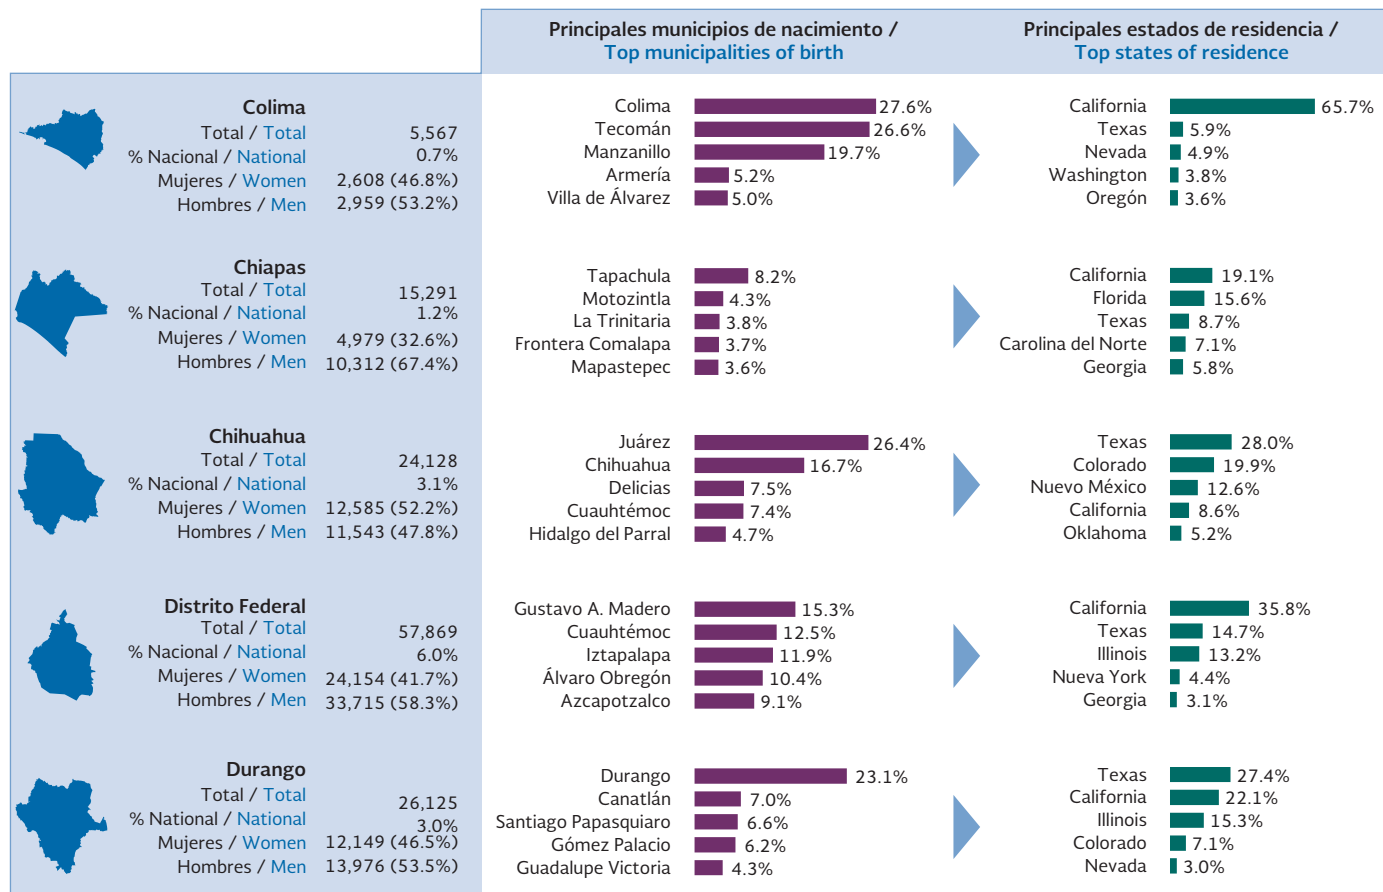 Principales municipios de nacimiento /
Top municipalities of birth
Principales estados de residencia /
Top states of residence
Colima
Total / Total 5,567
% Nacional / National 0.7%
Mujeres / Women 2,608 (46.8%)
Hombres / Men 2,959 (53.2%)
Colima 27.6%
Tecomán 26.6%
Manzanillo 19.7%
Armería 5.2%
Villa de Álvarez 5.0%
California 65.7%
Texas 5.9%
Nevada 4.9%
Washington 3.8%
Oregón 3.6%
Chiapas
Total / Total 15,291
% Nacional / National 1.2%
Mujeres / Women 4,979 (32.6%)
Hombres / Men 10,312 (67.4%)
Tapachula 8.2%
Motozintla 4.3%
La Trinitaria 3.8%
Frontera Comalapa 3.7%
Mapastepec 3.6%
California 19.1%
Florida 15.6%
Texas 8.7%
Carolina del Norte 7.1%
Georgia 5.8%
Chihuahua
Total / Total 24,128
% Nacional / National 3.1%
Mujeres / Women 12,585 (52.2%)
Hombres / Men 11,543 (47.8%)
Juárez 26.4%
Chihuahua 16.7%
Delicias 7.5%
Cuauhtémoc 7.4%
Hidalgo del Parral 4.7%
Texas 28.0%
Colorado 19.9%
Nuevo México 12.6%
California 8.6%
Oklahoma 5.2%
Distrito Federal
Total / Total 57,869
% Nacional / National 6.0%
Mujeres / Women 24,154 (41.7%)
Hombres / Men 33,715 (58.3%)
Gustavo A. Madero 15.3%
Cuauhtémoc 12.5%
Iztapalapa 11.9%
Álvaro Obregón 10.4%
Azcapotzalco 9.1%
California 35.8%
Texas 14.7%
Illinois 13.2%
Nueva York 4.4%
Georgia 3.1%
Durango
Total / Total 26,125
% National / National 3.0%
Mujeres / Women 12,149 (46.5%)
Hombres / Men 13,976 (53.5%)
Durango 23.1%
Canatlán 7.0%
Santiago Papasquiaro 6.6%
Gómez Palacio 6.2%
Guadalupe Victoria 4.3%
Texas 27.4%
California 22.1%
Illinois 15.3%
Colorado 7.1%
Nevada 3.0%